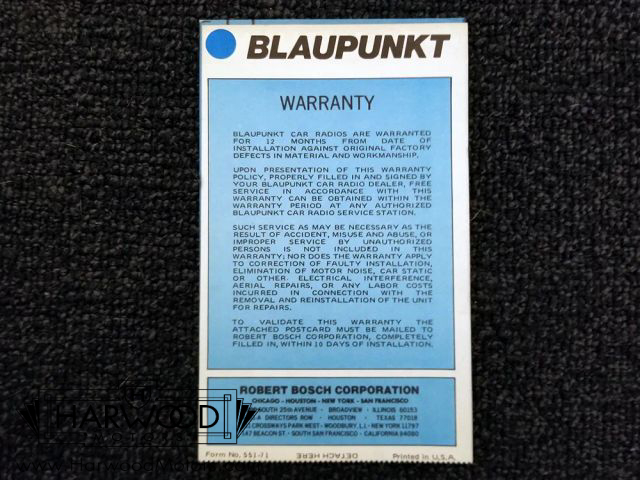 BLAUPUNKT
WARRANTY
BLAUPUNKT CAR RADIOS ARE WARRANTED
FOR 12 MONTHS FROM DATE OF
INSTALLATION AGAINST ORIGINAL FACTORY
DEFECTS IN MATERIAL AND WORKMANSHIP.
UPON PRESENTATION OF THIS WARRANTY
POLICY, PROPERLY FILLED IN AND SIGNED BY
YOUR BLAUPUNKT CAR RADIO DEALER, FREE
SERVICE IN ACCORDANCE WITH THIS
WARRANTY CAN BE OBTAINED WITHIN THE
WARRANTY PERIOD AT ANY AUTHORIZED
BLAUPUNKT CAR RADIO SERVICE STATION.
SUCH SERVICE AS MAY BE NECESSARY AS THE
RESULT OF ACCIDENT, MISUSE AND ABUSE, OR
IMPROPER SERVICE BY UNAUTHORIZED
PERSONS IS NOT INCLUDED IN THIS
WARRANTY; NOR DOES THE WARRANTY APPLY
TO CORRECTION OF FAULTY INSTALLATION,
ELIMINATION OF MOTOR NOISE, CAR STATIC
OR OTHER ELECTRICAL INTERFERENCE,
AERIAL REPAIRS, OR ANY LABOR COSTS
INCURRED IN CONNECTION WITH THE
REMOVAL AND REINSTALLATION OF THE UNIT
FOR REPAIRS.
TO VALIDATE THIS WARRANTY THE
ATTACHED POSTCARD MUST BE MAILED TO
ROBERT BOSCH CORPORATION, COMPLETELY
FILLED IN, WITHIN 10 DAYS OF INSTALLATION.
ROBERT BOSCH CORPORATION
CHICAGO - HOUSTON - NEW YORK - SAN FRANCISCO
SOUTH 25th AVENUE - BROADVIEW - ILLINOIS 60153
DIRECTORS ROW - HOUSTON - TEXAS 77018
CROSSWAYS PARK WEST - WOODBURY, L.I. - NEW YORK 11797
BEACON ST. - SOUTH SAN FRANCISCO - CALIFORNIA 94080
Form No. 551-71 DETACH HERE Printed in U.S.A.